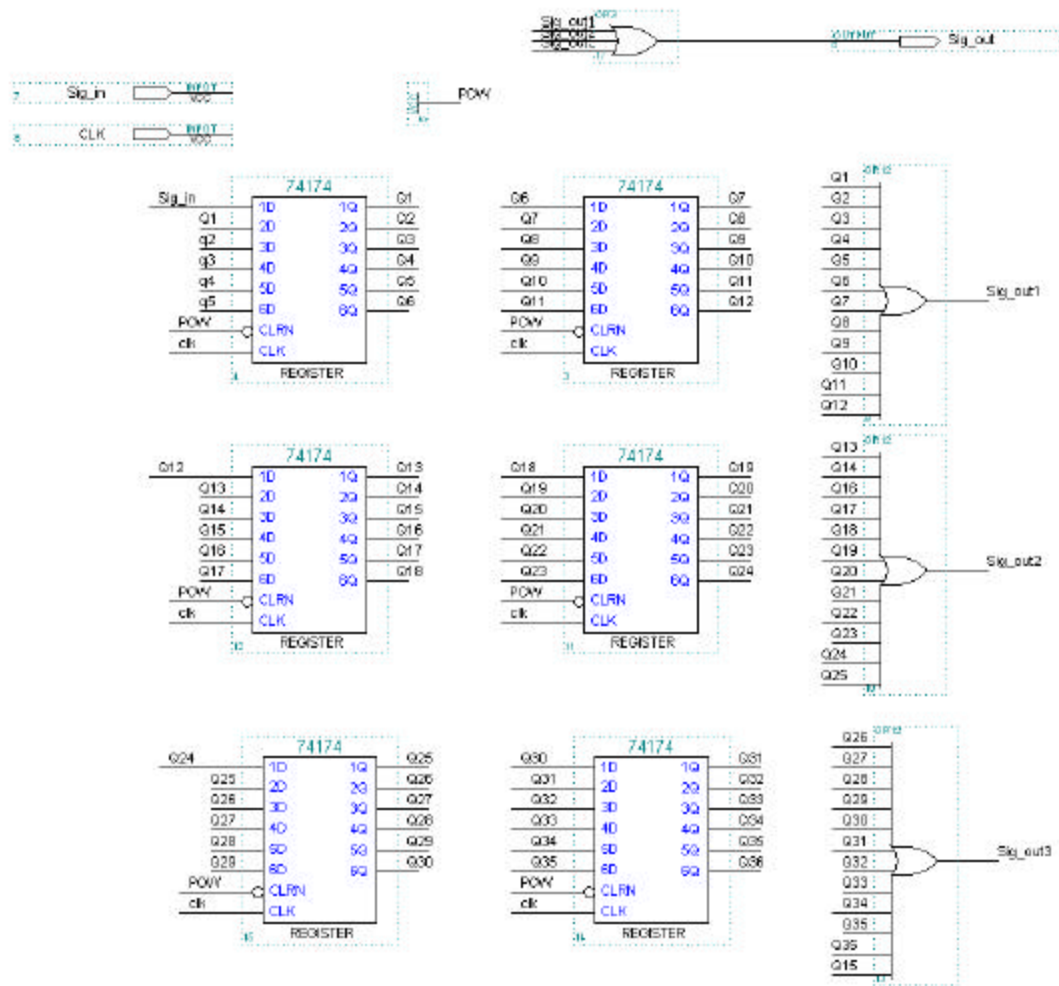 Sig_out1
Sig_out2
Sig_out3
OR3
OUTPUT
Sig_out
7
Sig_in
INPUT
VCC
8
CLK
INPUT
VCC
POW
74174
Sig_in 1D 1Q Q1
Q1 2D 2Q Q2
q2 3D 3Q Q3
q3 4D 4Q Q4
q4 5D 5Q Q5
q5 6D 6Q Q6
POW CLRN
clk CLK
4 REGISTER
74174
Q6 1D 1Q Q7
Q7 2D 2Q Q8
Q8 3D 3Q Q9
Q9 4D 4Q Q10
Q10 5D 5Q Q11
Q11 6D 6Q Q12
POW CLRN
clk CLK
3 REGISTER
OR12
Q1
Q2
Q3
Q4
Q5
Q6
Q7
Q8
Q9
Q10
Q11
Q12
Sig_out1
74174
Q12 1D 1Q Q13
Q13 2D 2Q Q14
Q14 3D 3Q Q15
Q15 4D 4Q Q16
Q16 5D 5Q Q17
Q17 6D 6Q Q18
POW CLRN
clk CLK
REGISTER
74174
Q18 1D 1Q Q19
Q19 2D 2Q Q20
Q20 3D 3Q Q21
Q21 4D 4Q Q22
Q22 5D 5Q Q23
Q23 6D 6Q Q24
POW CLRN
clk CLK
11 REGISTER
OR12
Q13
Q14
Q16
Q17
Q18
Q19
Q20
Q21
Q22
Q23
Q24
Q25
Sig_out2
74174
Q24 1D 1Q Q25
Q25 2D 2Q Q26
Q26 3D 3Q Q27
Q27 4D 4Q Q28
Q28 5D 5Q Q29
Q29 6D 6Q Q30
POW CLRN
clk CLK
15 REGISTER
74174
Q30 1D 1Q Q31
Q31 2D 2Q Q32
Q32 3D 3Q Q33
Q33 4D 4Q Q34
Q34 5D 5Q Q35
Q35 6D 6Q Q36
POW CLRN
clk CLK
14 REGISTER
OR12
Q26
Q27
Q28
Q29
Q30
Q31
Q32
Q33
Q34
Q35
Q36
Q15
Sig_out3